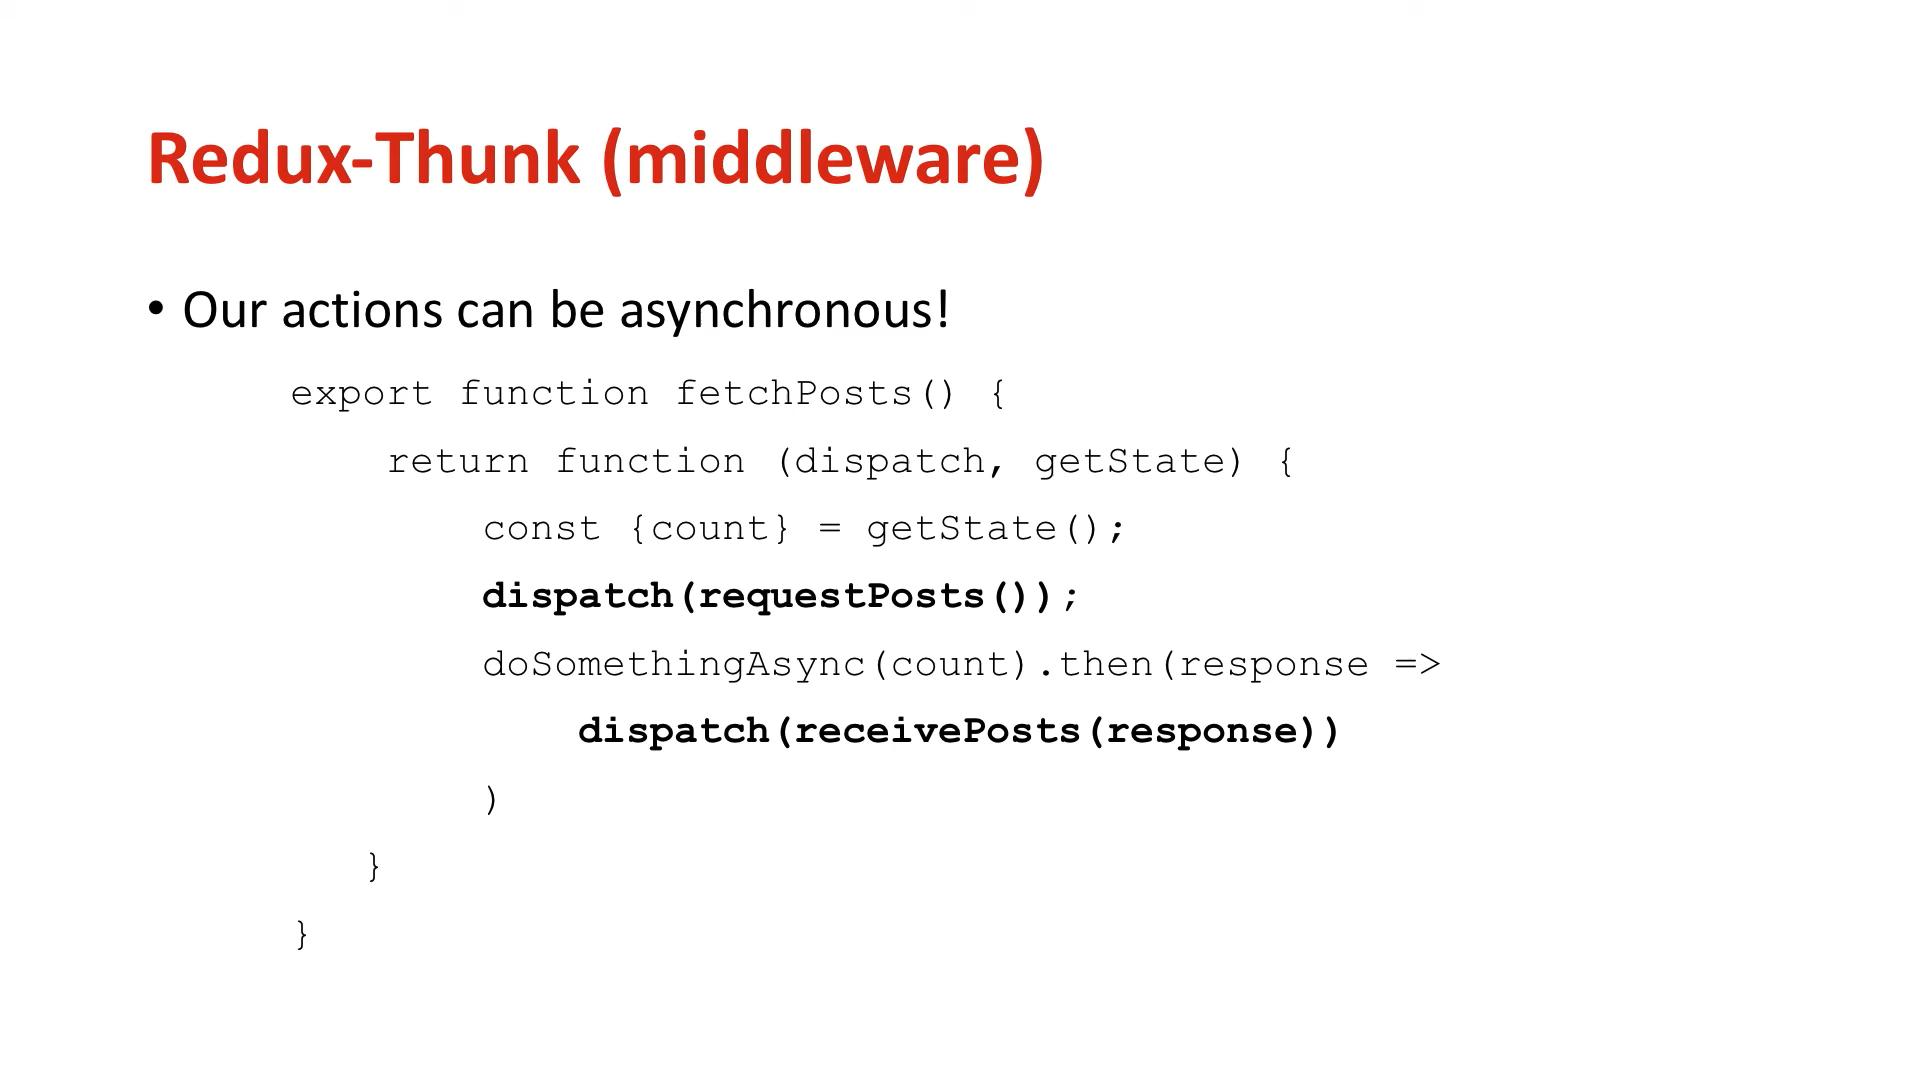 Redux-Thunk (middleware)
• Our actions can be asynchronous!
export function fetchPosts() {
return function (dispatch, getState) {
const {count} = getState();
dispatch(requestPosts());
doSomethingAsync(count).then(response =>
dispatch(receivePosts(response))
)
}
}